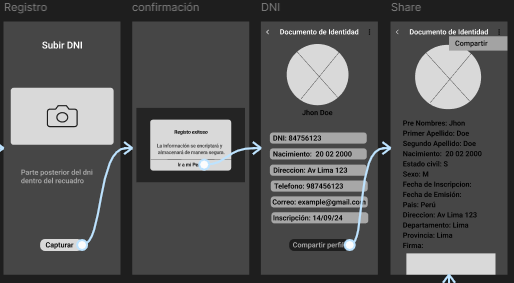 Registro
Subir DNI
Parte posterior del dni
dentro del recuadro
Capturar
confirmación
Registo exitoso
La información se encriptará y
almacenará de manera segura.
Ir a mi Pe
DNI
Documento de Identidad
Jhon Doe
DNI: 84756123
Nacimiento: 20 02 2000
Direccion: Av Lima 123
Telefono: 987456123
Correo: example@gmail.com
Inscripción: 14/09/24
Compartir perfil
Share
Documento de Identidad
Compartir
Pre Nombres: Jhon
Primer Apellido: Doe
Segundo Apellido: Doe
Nacimiento: 20 02 2000
Estado civil: S
Sexo: M
Fecha de Inscripcion:
Fecha de Emisión:
País: Perú
Direccion: Av Lima 123
Departamento: Lima
Provincia: Lima
Firma: